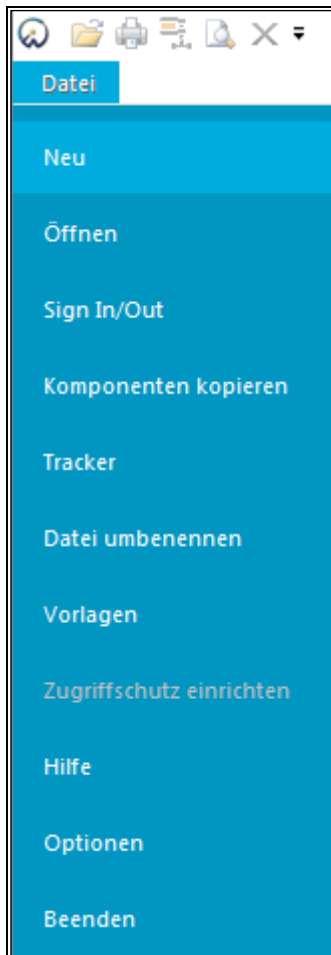 Datei
Neu
Öffnen
Sign In/Out
Komponenten kopieren
Tracker
Datei umbenennen
Vorlagen
Zugriffschutz einrichten
Hilfe
Optionen
Beenden